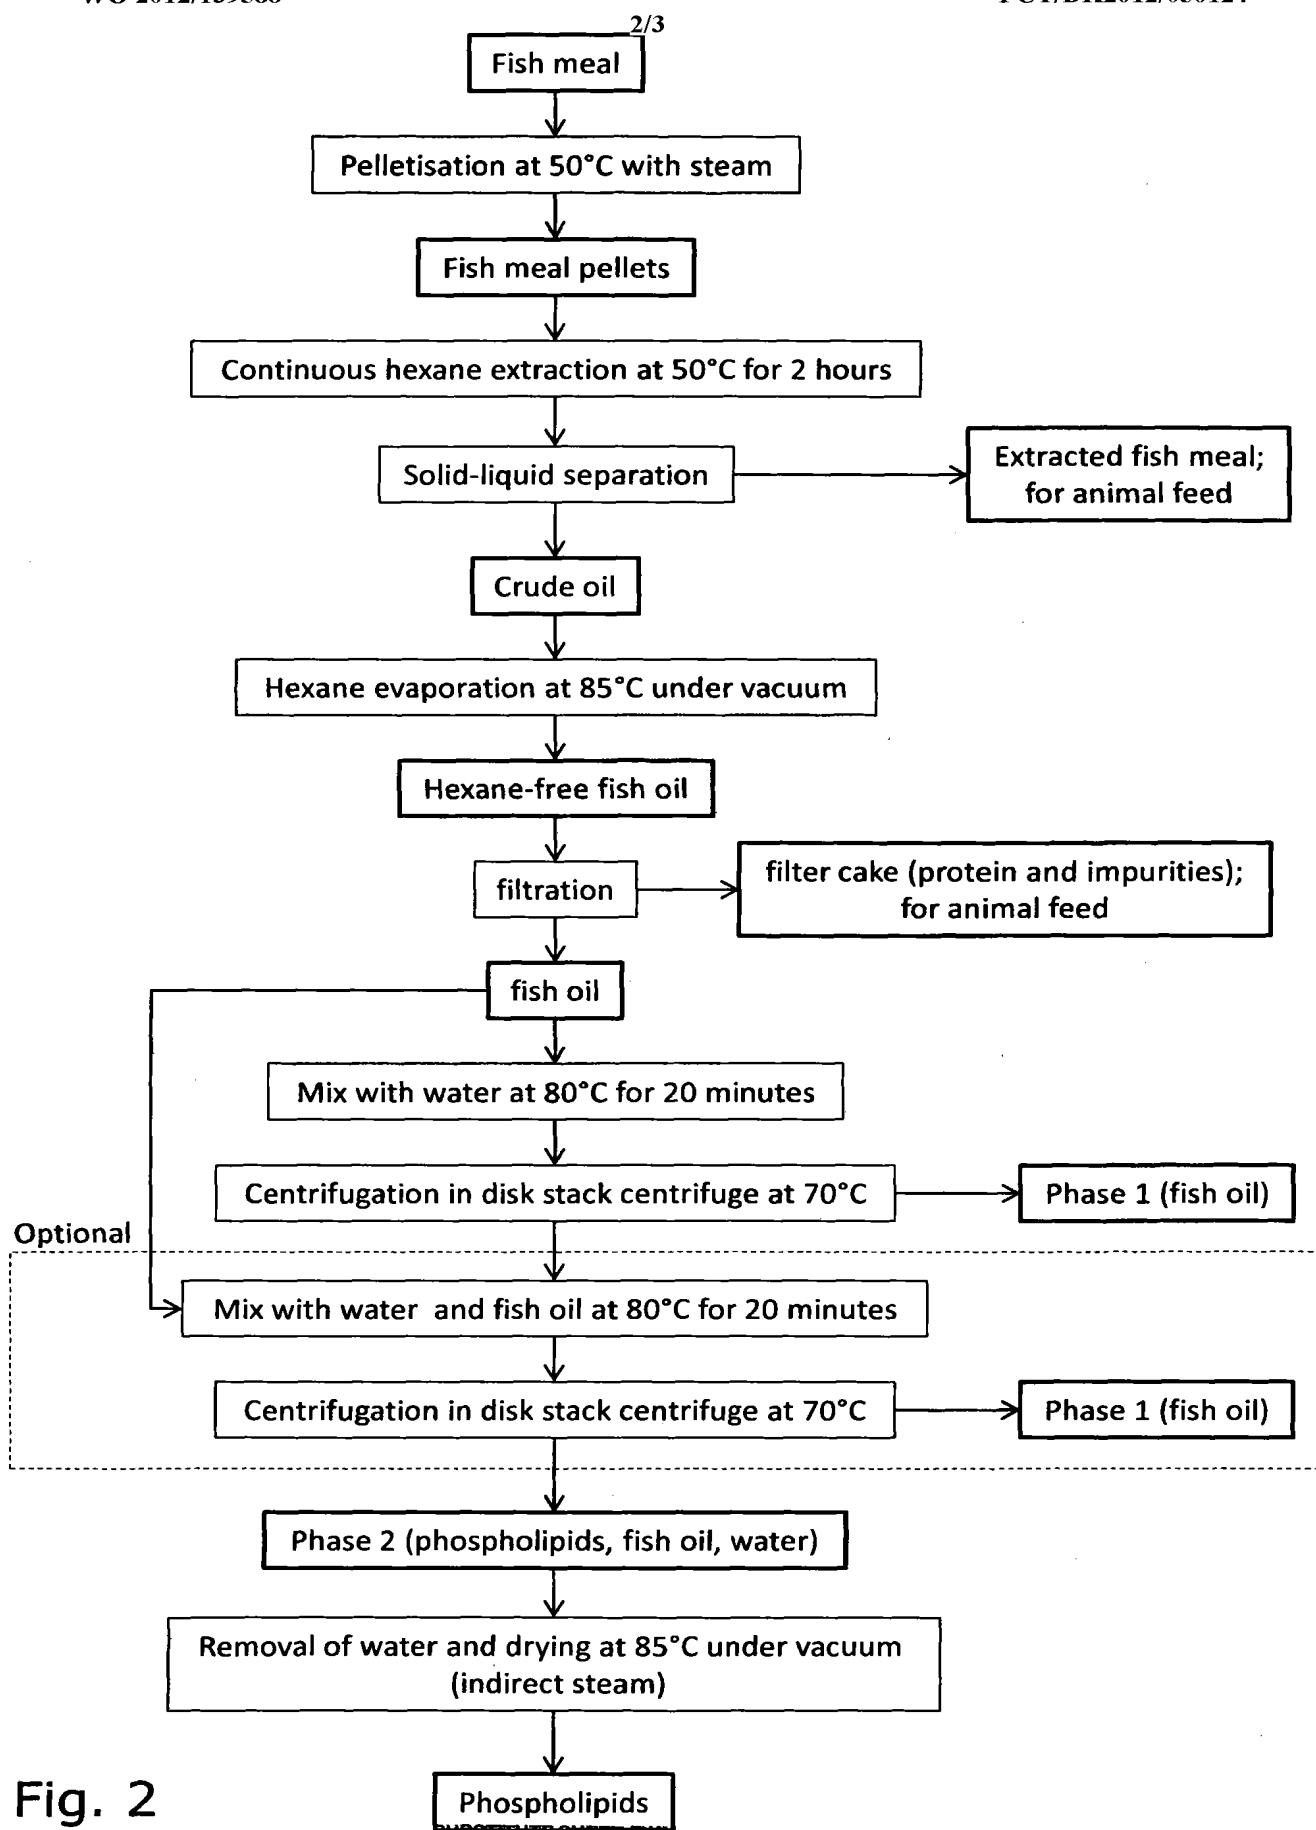 2/3
Fish meal
Pelletisation at 50°C with steam
Fish meal pellets
Continuous hexane extraction at 50°C for 2 hours
Solid-liquid separation
Extracted fish meal;
for animal feed
Crude oil
Hexane evaporation at 85°C under vacuum
Hexane-free fish oil
filtration
filter cake (protein and impurities);
for animal feed
fish oil
Mix with water at 80°C for 20 minutes
Centrifugation in disk stack centrifuge at 70°C
Phase 1 (fish oil)
Optional
Mix with water and fish oil at 80°C for 20 minutes
Centrifugation in disk stack centrifuge at 70°C
Phase 1 (fish oil)
Phase 2 (phospholipids, fish oil, water)
Removal of water and drying at 85°C under vacuum
(indirect steam)
Phospholipids
Fig. 2